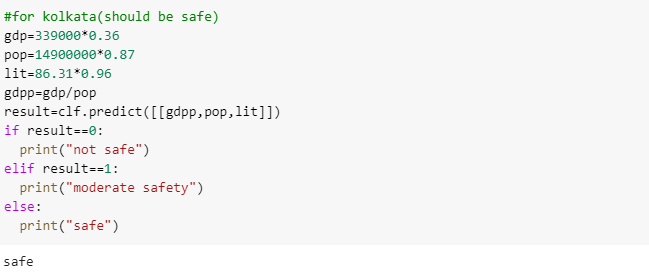 #for kolkata(should be safe)
gdp=339000*0.36
pop=14900000*0.87
lit=86.31*0.96
gdpp=gdp/pop
result=clf.predict([[gdpp,pop,lit]])
if result==0:
  print("not safe")
elif result==1:
  print("moderate safety")
else:
  print("safe")
safe